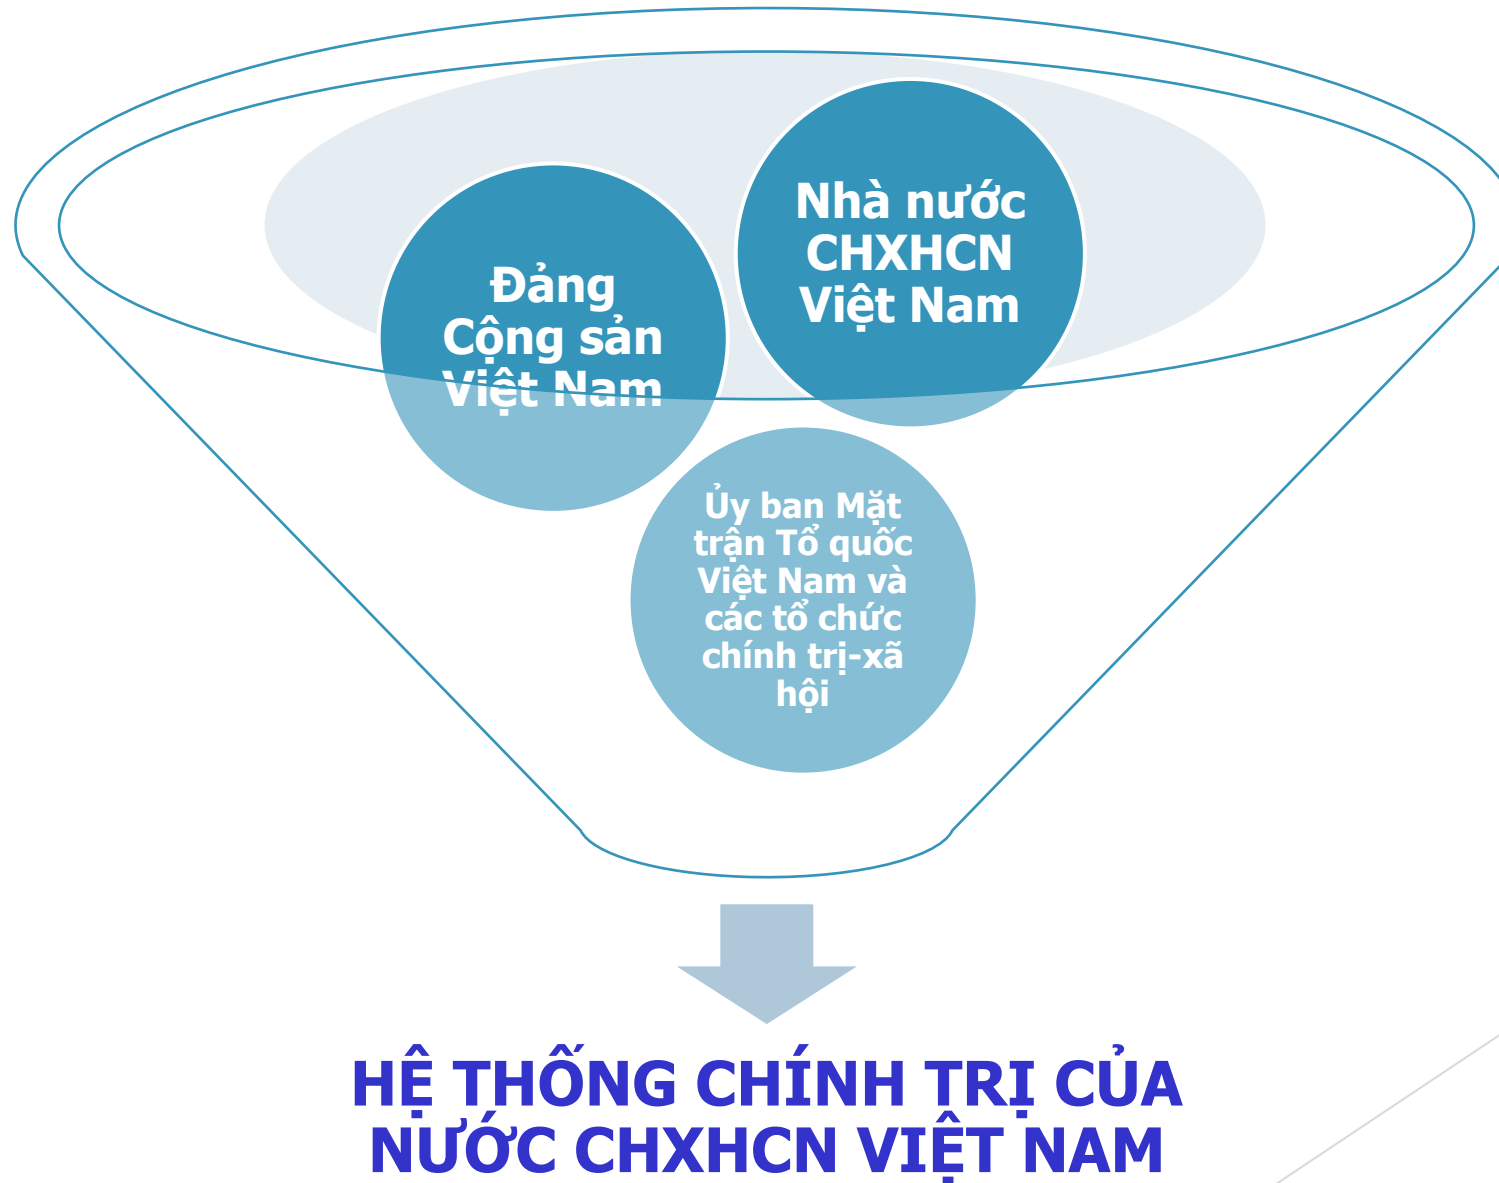 Đảng
Cộng sản
Việt Nam
Nhà nước
CHXHCN
Việt Nam
Ủy ban Mặt
trận Tổ quốc
Việt Nam và
các tổ chức
chính trị-xã
hội
HỆ THỐNG CHÍNH TRỊ CỦA
NƯỚC CHXHCN VIỆT NAM